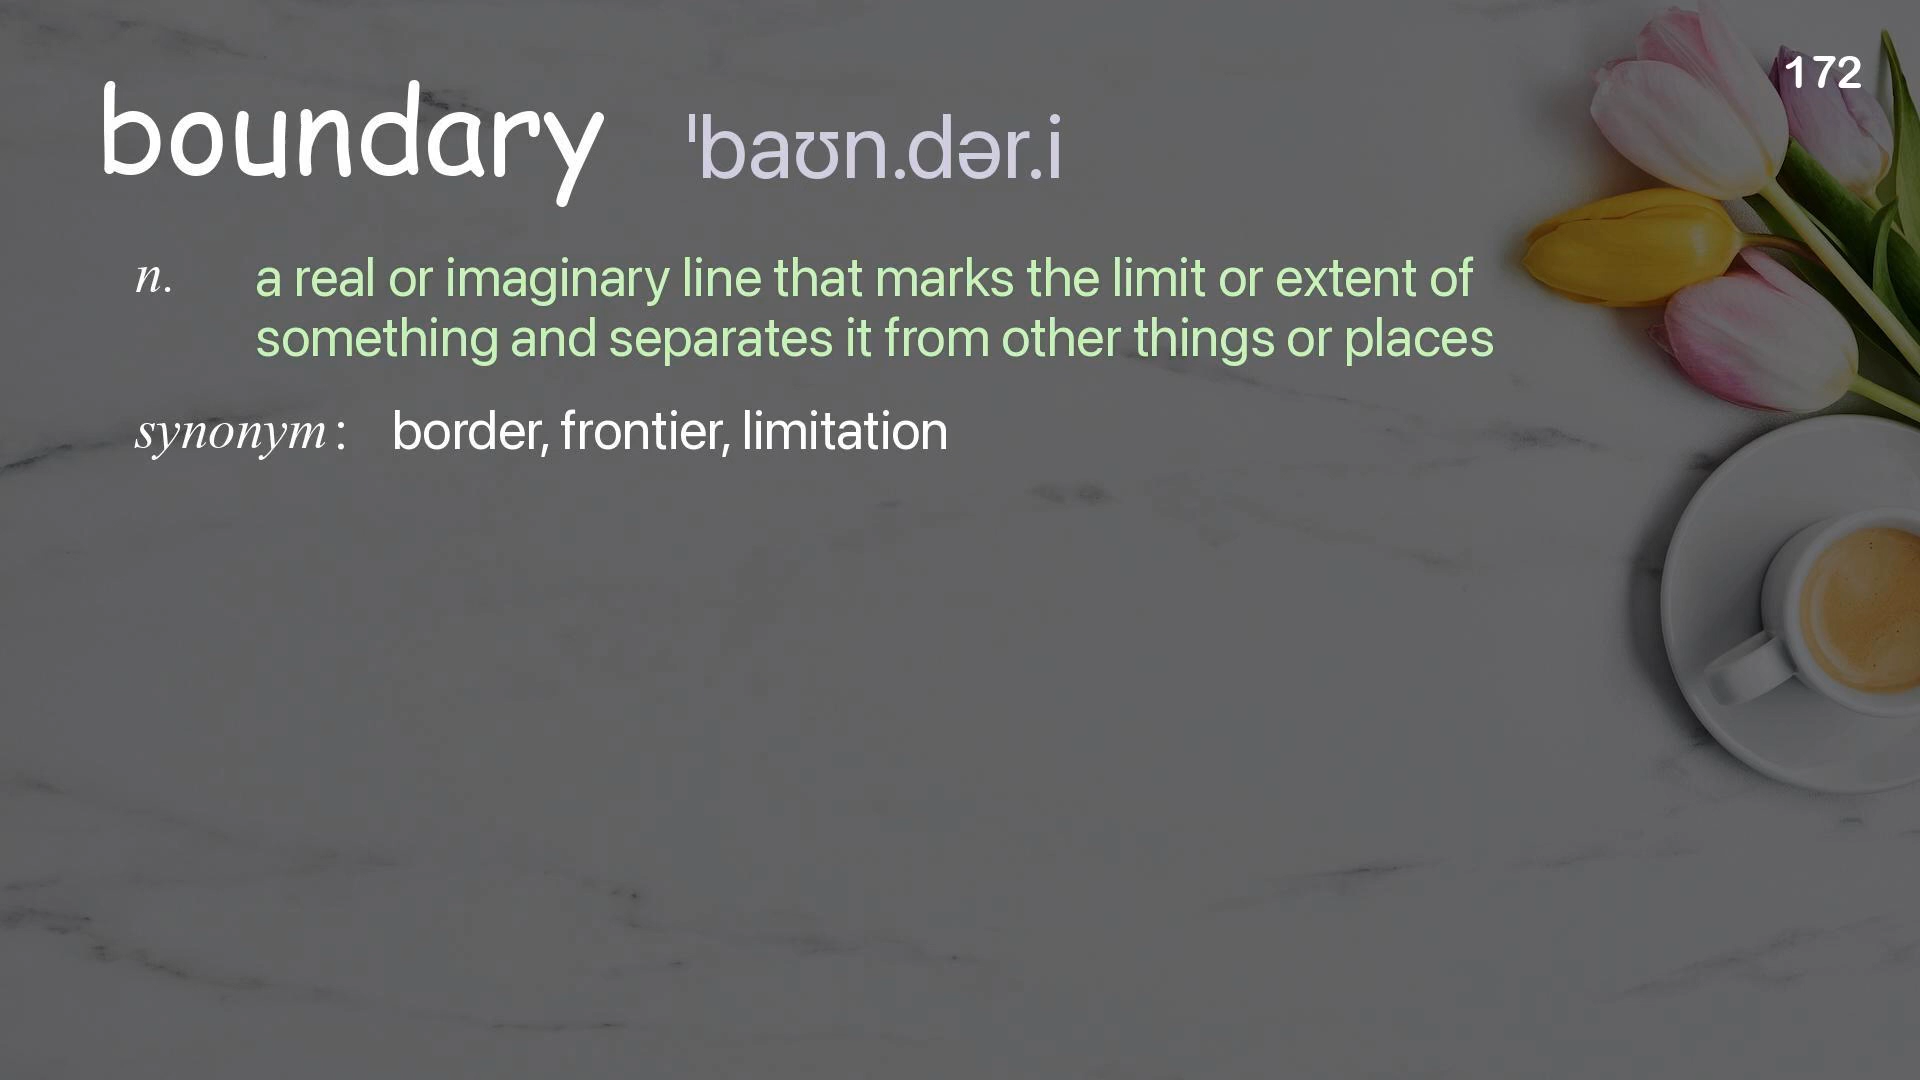 172
boundary ˈbaʊn.dər.i
n. a real or imaginary line that marks the limit or extent of
something and separates it from other things or places
synonym: border, frontier, limitation